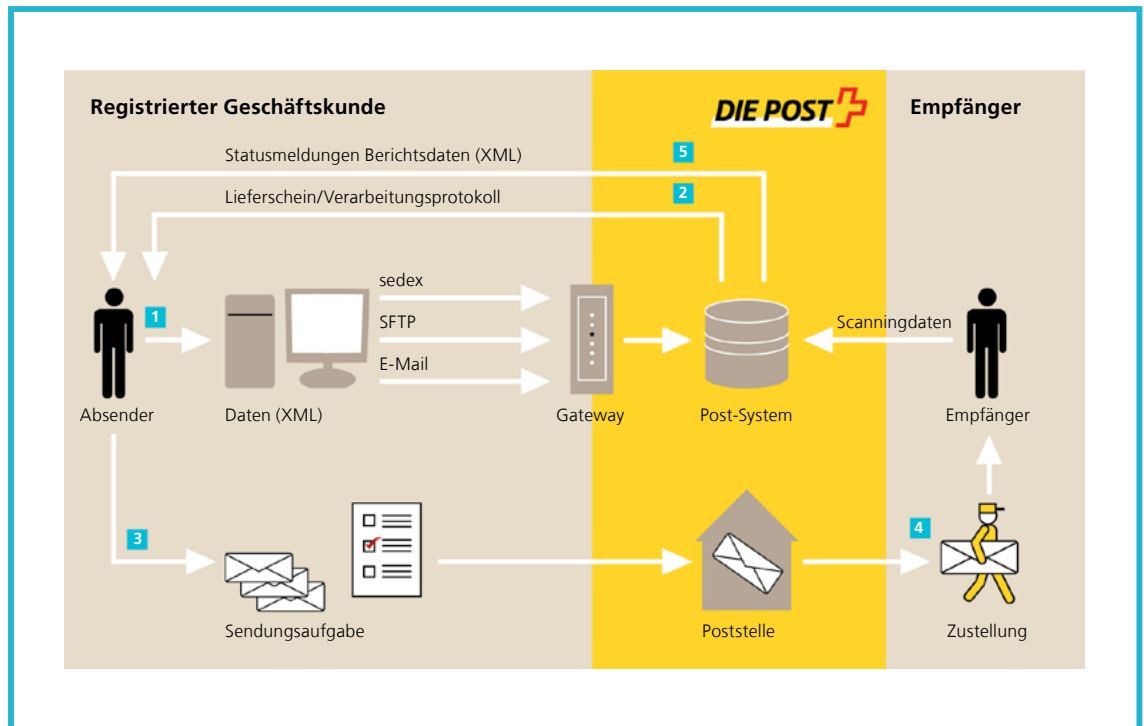 Registrierter Geschäftskunde
DIE POST
Empfänger
Statusmeldungen Berichtsdaten (XML)
5
Lieferschein/Verarbeitungsprotokoll
2
sedex
1
SFTP
Scanningdaten
E-Mail
Absender
Daten (XML)
Gateway
Post-System
Empfänger
3
4
Sendungsaufgabe
Poststelle
Zustellung